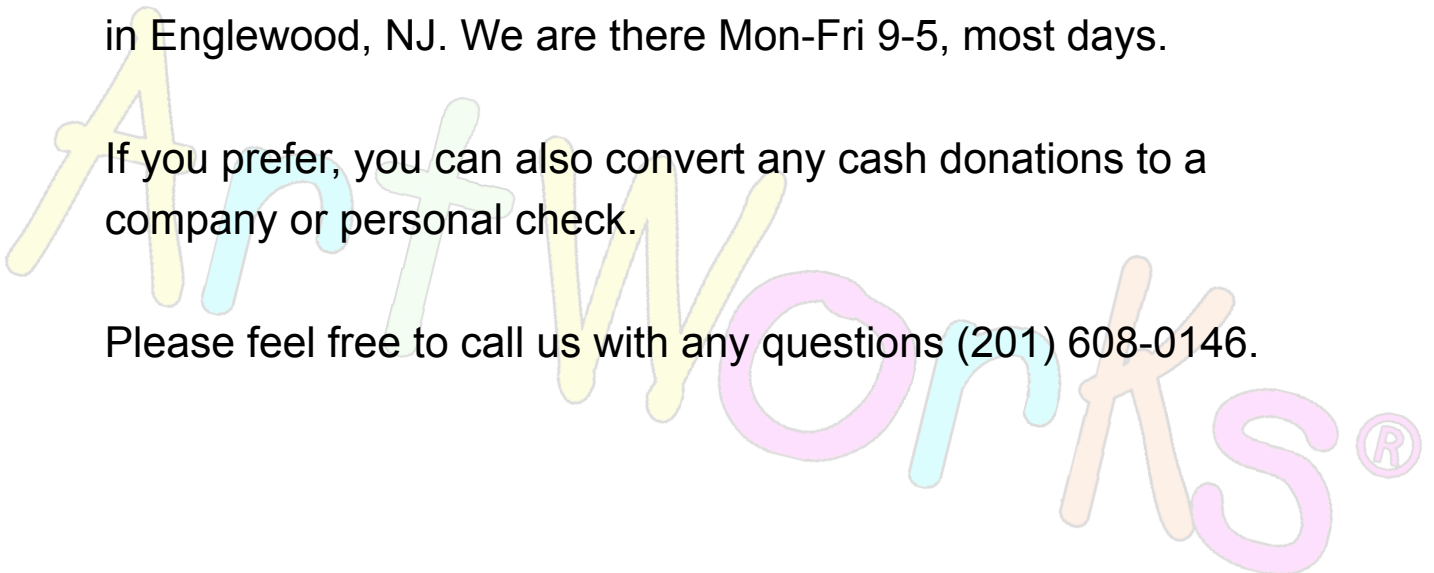 in Englewood, NJ. We are there Mon-Fri 9-5, most days.
If you prefer, you can also convert any cash donations to a
company or personal check.
Please feel free to call us with any questions (201) 608-0146.
ArtWorks®